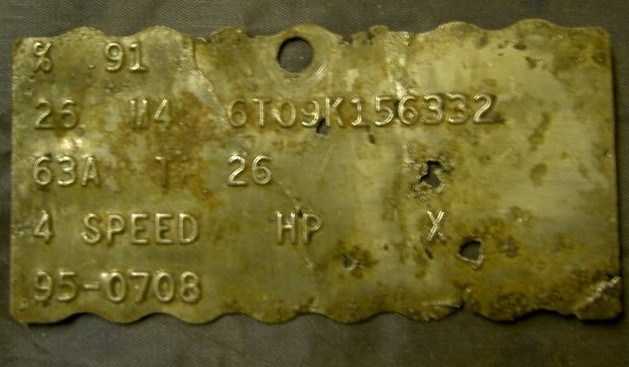 % 91
26 W4 6T09K156332
63A T 26
4 SPEED HP X
95-0708